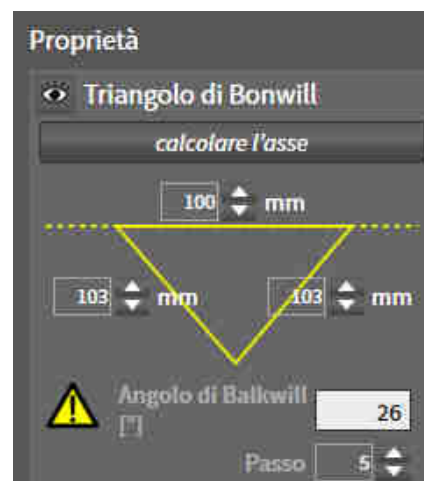 Proprietà
Triangolo di Bonwill
calcolare l'asse
100 mm
103 mm 103 mm
Angolo di Balkwill
[°] 26
Passo 5